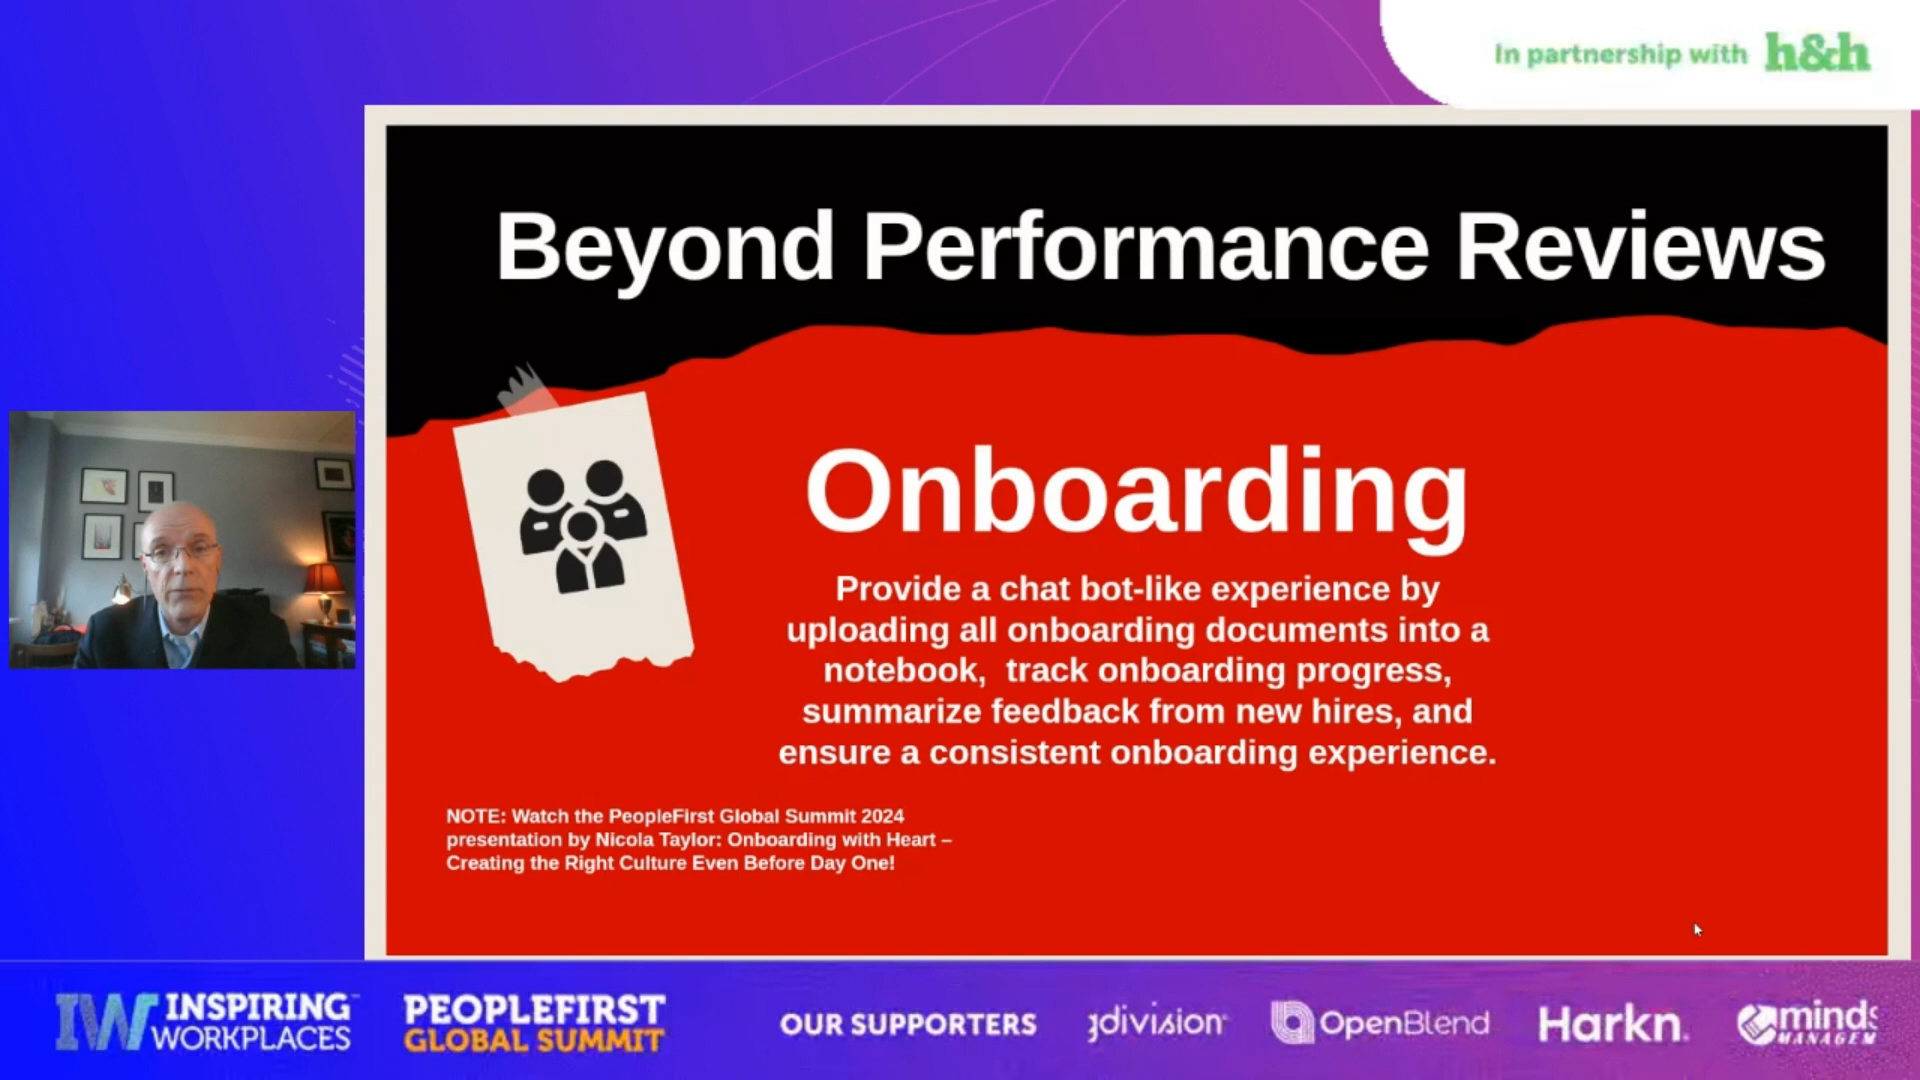 In partnership with h&h
Beyond Performance Reviews
Onboarding
Provide a chat bot-like experience by
uploading all onboarding documents into a
notebook, track onboarding progress,
summarize feedback from new hires, and
ensure a consistent onboarding experience.
NOTE: Watch the PeopleFirst Global Summit 2024
presentation by Nicola Taylor: Onboarding with Heart –
Creating the Right Culture Even Before Day One!
IW INSPIRING
WORKPLACES
PEOPLEFIRST
GLOBAL SUMMIT
OUR SUPPORTERS
jdivision
OpenBlend
Harkn.